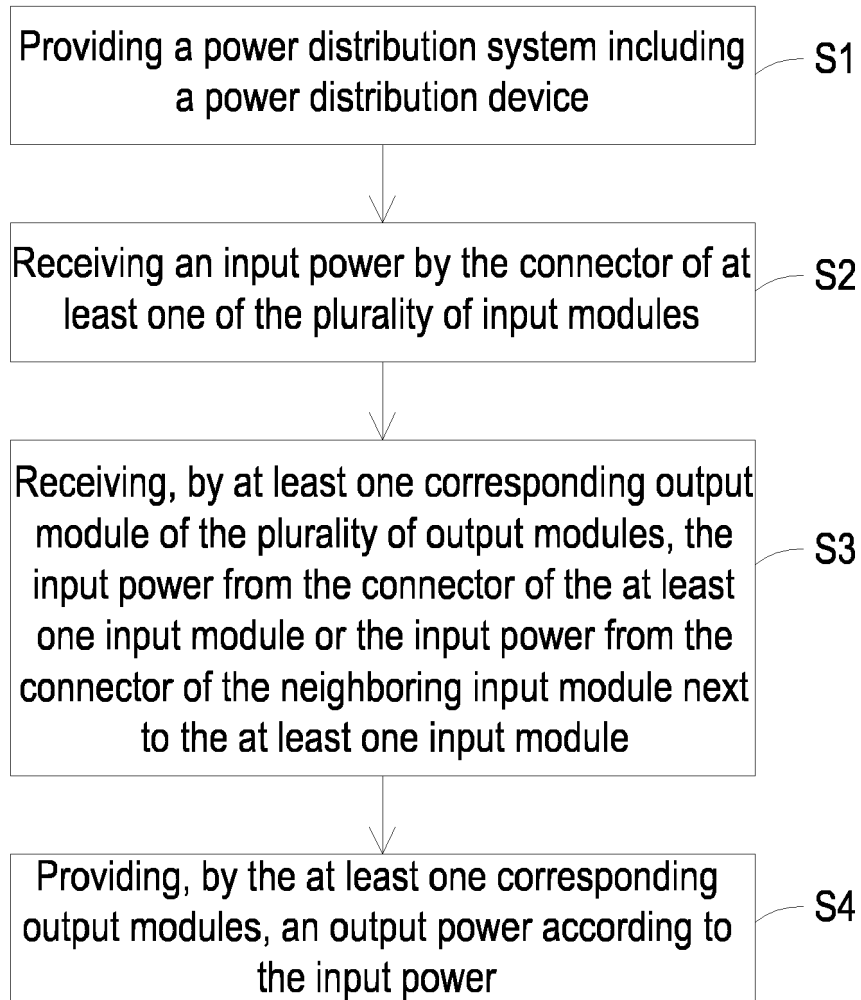 Providing a power distribution system including
a power distribution device
S1
Receiving an input power by the connector of at
least one of the plurality of input modules
S2
Receiving, by at least one corresponding output
module of the plurality of output modules, the
input power from the connector of the at least
one input module or the input power from the
connector of the neighboring input module next
to the at least one input module
S3
Providing, by the at least one corresponding
output modules, an output power according to
the input power
S4